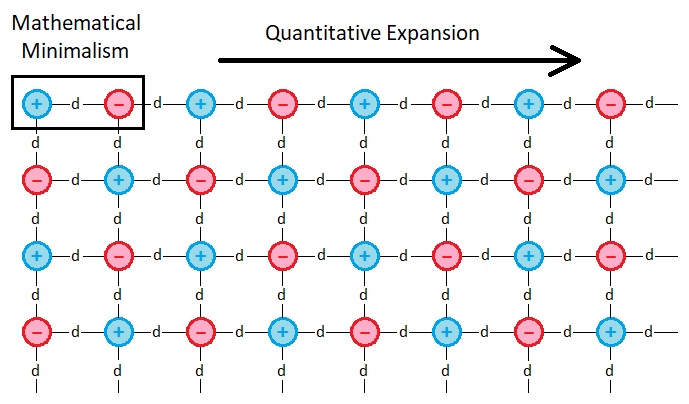 Mathematical
Minimalism
Quantitative Expansion
+ d − d + d − d + d − d + d − d
d d d d d d d d
− d + d − d + d − d + d − d + d
d d d d d d d d
+ d − d + d − d + d − d + d − d
d d d d d d d d
− d + d − d + d − d + d − d + d
d d d d d d d d